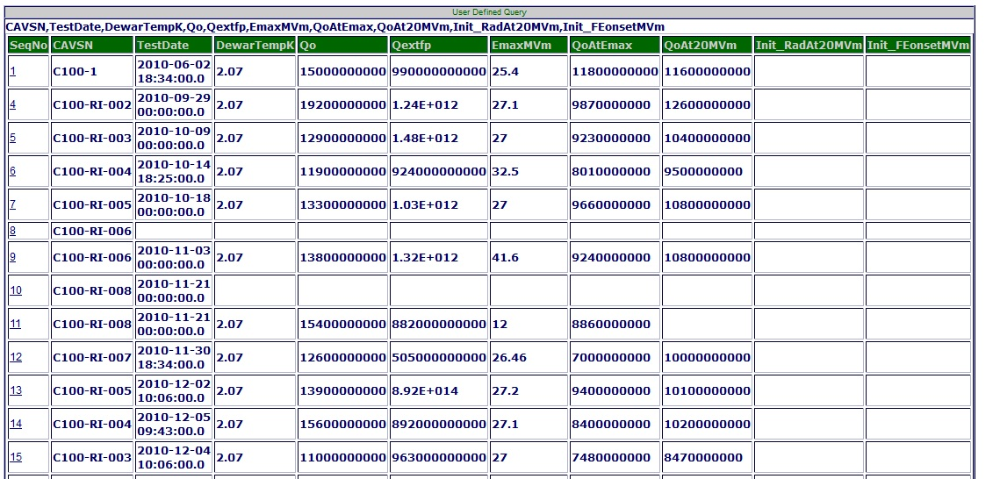 User Defined Query
CAVSN,TestDate,DewarTempK,Qo,Qextfp,EmaxMVm,QoAtEmax,QoAt20MVm,Init_RadAt20MVm,Init_FEonsetMVm
SeqNo CAVSN TestDate DewarTempK Qo Qextfp EmaxMVm QoAtEmax QoAt20MVm Init_RadAt20MVm Init_FEonsetMVm
1 C100-1 2010-06-02 18:34:00.0 2.07 15000000000 990000000000 25.4 11800000000 11600000000
4 C100-RI-002 2010-09-29 00:00:00.0 2.07 19200000000 1.24E+012 27.1 9870000000 12600000000
5 C100-RI-003 2010-10-09 00:00:00.0 2.07 12900000000 1.48E+012 27 9230000000 10400000000
6 C100-RI-004 2010-10-14 18:25:00.0 2.07 11900000000 924000000000 32.5 8010000000 9500000000
7 C100-RI-005 2010-10-18 00:00:00.0 2.07 13300000000 1.03E+012 27 9660000000 10800000000
8 C100-RI-006
9 C100-RI-006 2010-11-03 00:00:00.0 2.07 13800000000 1.32E+012 41.6 9240000000 10800000000
10 C100-RI-008 2010-11-21 00:00:00.0
11 C100-RI-008 2010-11-21 00:00:00.0 2.07 15400000000 882000000000 12 8860000000
12 C100-RI-007 2010-11-30 18:34:00.0 2.07 12600000000 505000000000 26.46 7000000000 10000000000
13 C100-RI-005 2010-12-02 10:06:00.0 2.07 13900000000 8.92E+014 27.2 9400000000 10100000000
14 C100-RI-004 2010-12-05 09:43:00.0 2.07 15600000000 892000000000 27.1 8400000000 10200000000
15 C100-RI-003 2010-12-04 10:06:00.0 2.07 11000000000 963000000000 27 7480000000 8470000000